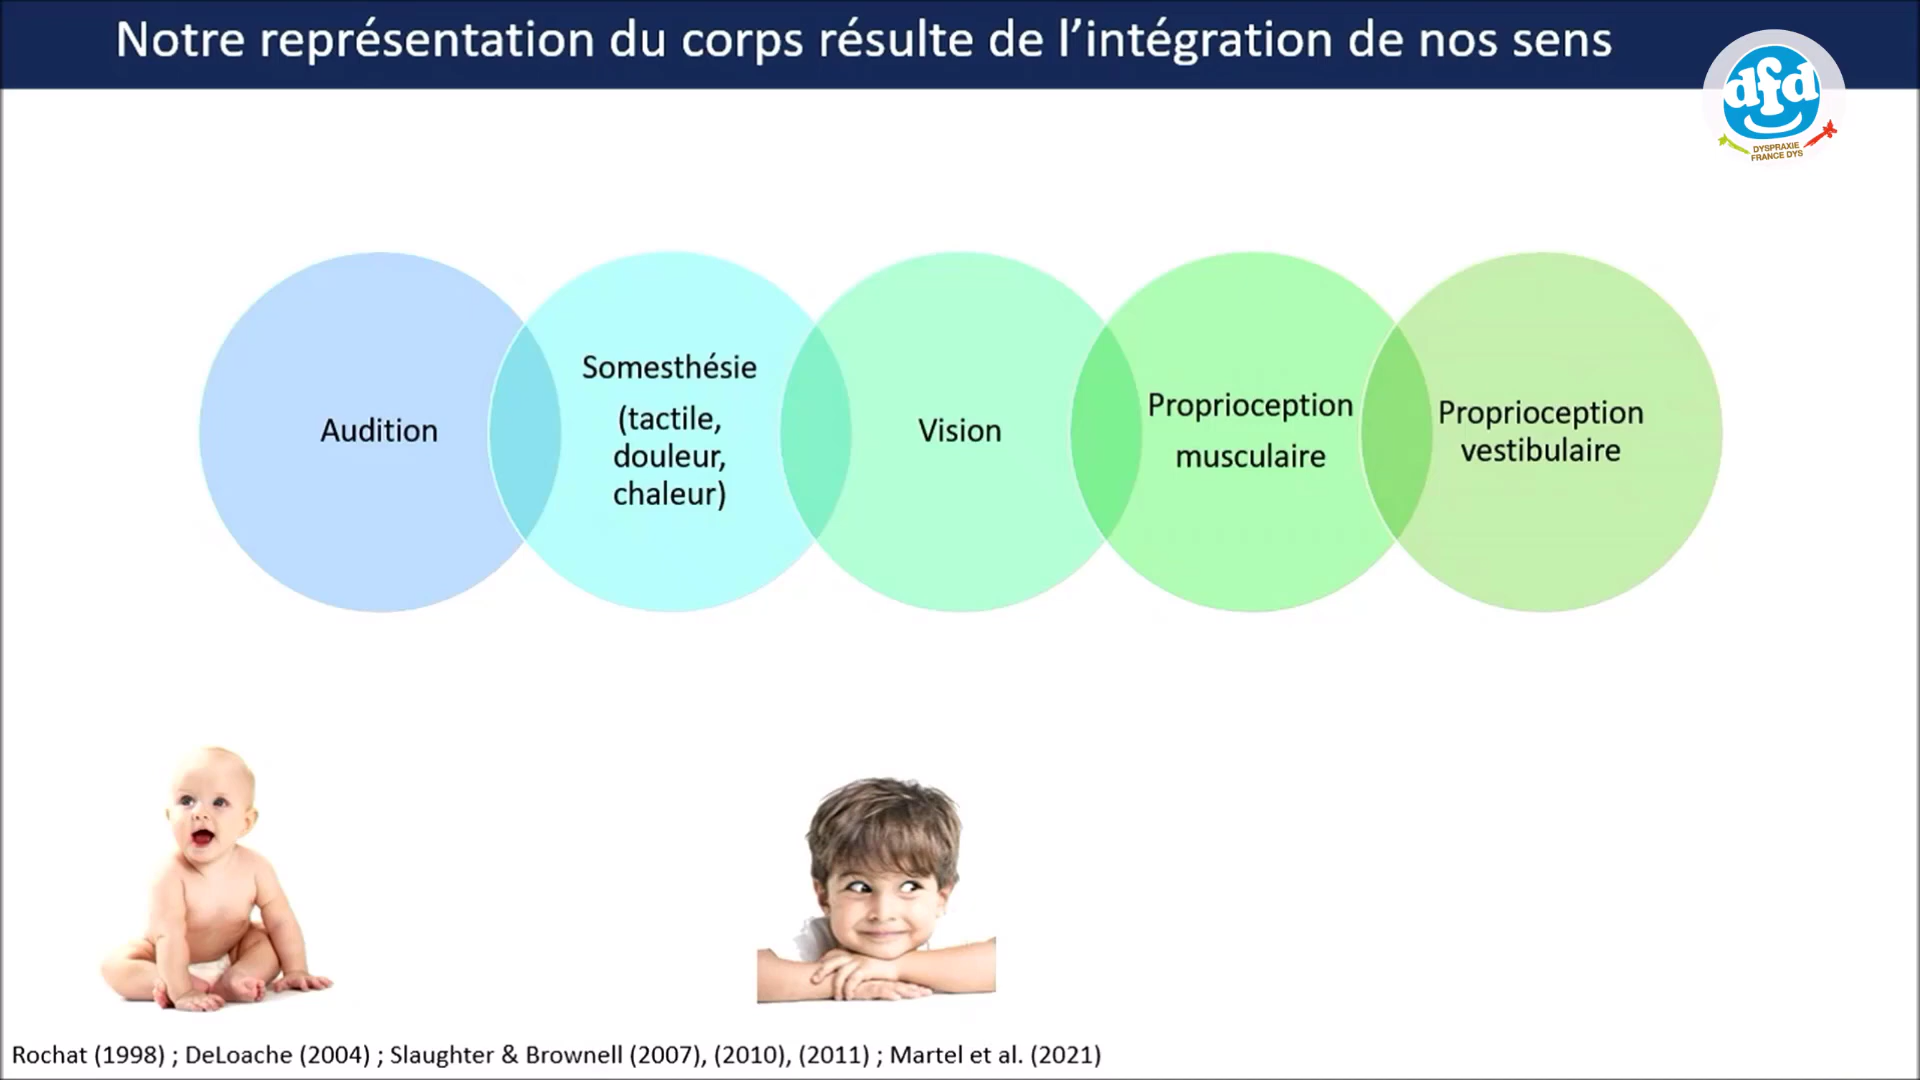 Notre représentation du corps résulte de l’intégration de nos sens
dfd
DYSPRAXIE
FRANCE DYS
Audition
Somesthésie
(tactile,
douleur,
chaleur)
Vision
Proprioception
musculaire
Proprioception
vestibulaire
Rochat (1998) ; DeLoache (2004) ; Slaughter & Brownell (2007), (2010), (2011) ; Martel et al. (2021)